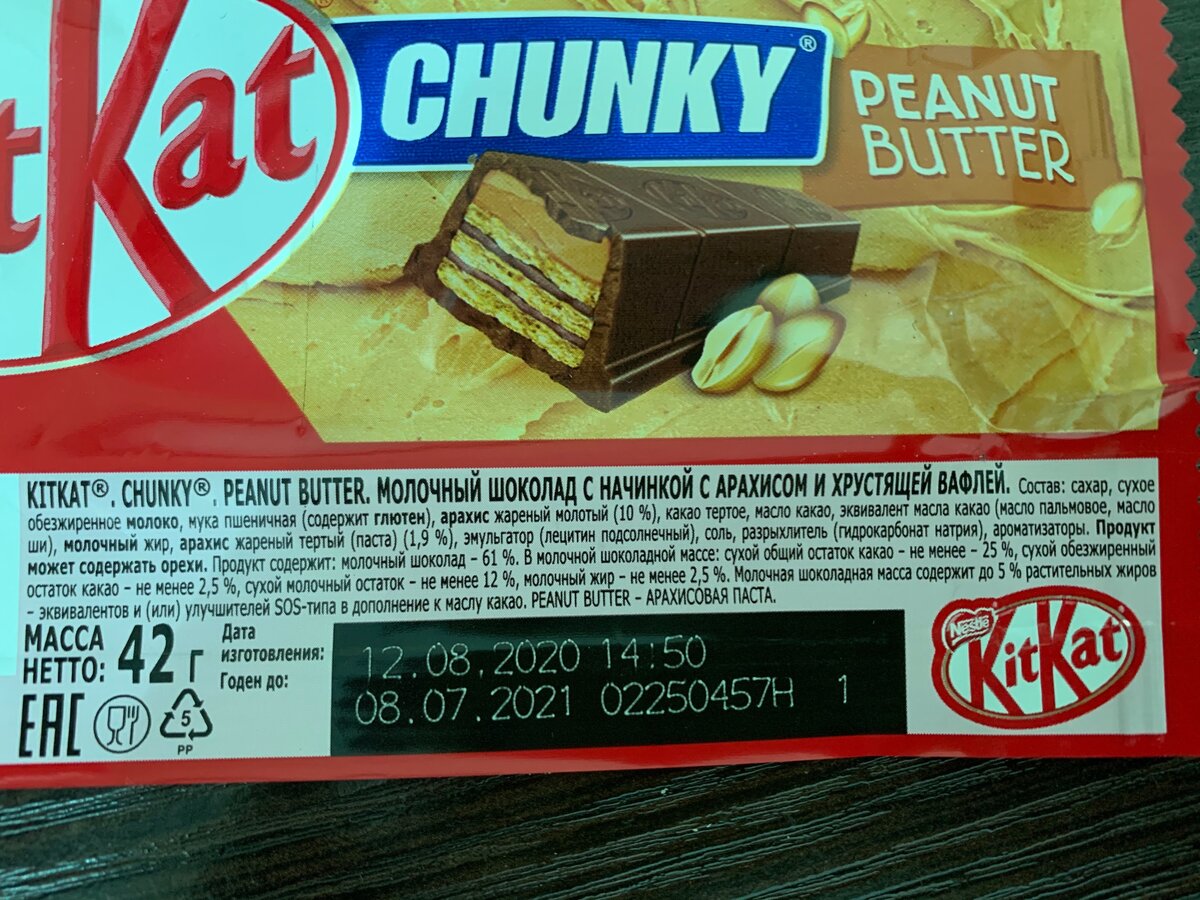 t Kat
CHUNKY®
PEANUT
BUTTER
KITKAT®. CHUNKY®. PEANUT BUTTER. МОЛОЧНЫЙ ШОКОЛАД С НАЧИНКОЙ С АРАХИСОМ И ХРУСТЯЩЕЙ ВАФЛЕЙ. Состав: сахар, сухое
обезжиренное молоко, мука пшеничная (содержит глютен), арахис жареный молотый (10 %), какао тертое, масло какао, эквивалент масла какао (масло пальмовое, масло
ши), молочный жир, арахис жареный тертый (паста) (1,9 %), эмульгатор (лецитин подсолнечный), соль, разрыхлитель (гидрокарбонат натрия), ароматизаторы. Продукт
может содержать орехи. Продукт содержит: молочный шоколад – 61 %. В молочной шоколадной массе: сухой общий остаток какао – не менее – 25 %, сухой обезжиренный
остаток какао – не менее 2,5 %, сухой молочный остаток – не менее 12 %, молочный жир – не менее 2,5 %. Молочная шоколадная масса содержит до 5 % растительных жиров
– эквивалентов и (или) улучшителей SOS-типа в дополнение к маслу какао. PEANUT BUTTER – АРАХИСОВАЯ ПАСТА.
МАССА
НЕТТО: 42 г
Дата
изготовления:
Годен до:
12.08.2020 14:50
08.07.2021 02250457H 1
EAC
5
PP
Nestlé
KitKat